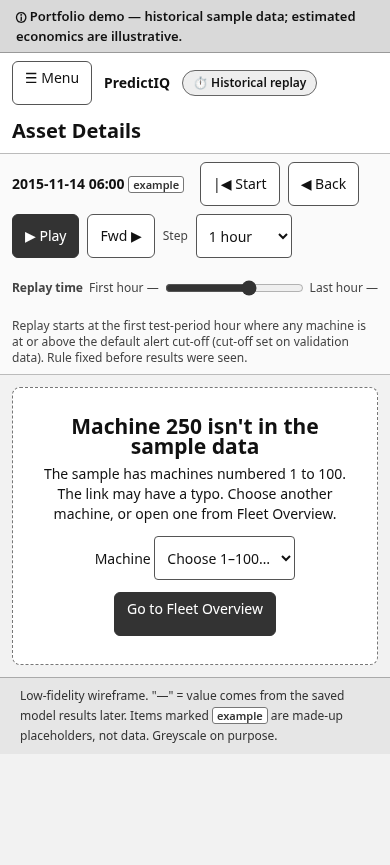 ⓘ Portfolio demo — historical sample data; estimated
economics are illustrative.
☰ Menu PredictIQ ⏱ Historical replay
Asset Details
2015-11-14 06:00 example |◀ Start ◀ Back
▶ Play Fwd ▶ Step 1 hour
Replay time First hour — Last hour —
Replay starts at the first test-period hour where any machine is
at or above the default alert cut-off (cut-off set on validation
data). Rule fixed before results were seen.
Machine 250 isn't in the
sample data
The sample has machines numbered 1 to 100.
The link may have a typo. Choose another
machine, or open one from Fleet Overview.
Machine Choose 1–100...
Go to Fleet Overview
Low-fidelity wireframe. "—" = value comes from the saved
model results later. Items marked example are made-up
placeholders, not data. Greyscale on purpose.